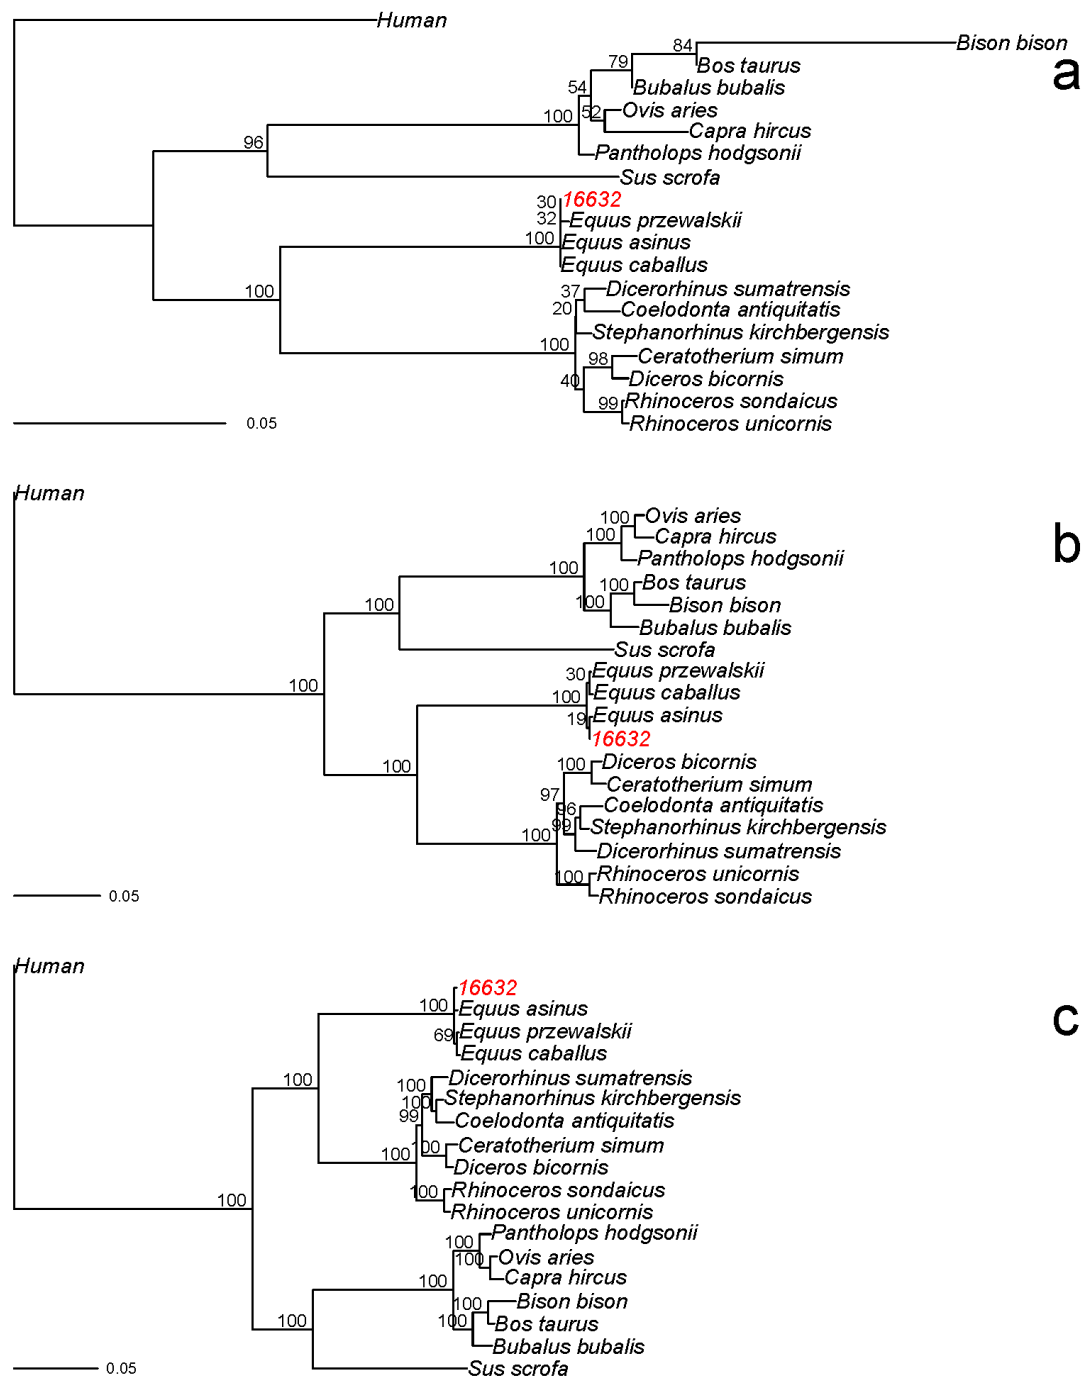 Human
84
Bison bison
79
Bos taurus
a
54
Bubalus bubalis
52
Ovis aries
100
Capra hircus
96
Pantholops hodgsonii
Sus scrofa
30
16632
32
Equus przewalskii
100
Equus asinus
Equus caballus
100
37
Dicerorhinus sumatrensis
20
Coelodonta antiquitatis
Stephanorhinus kirchbergensis
100
98
Ceratotherium simum
40
Diceros bicornis
99
Rhinoceros sondaicus
0.05
Rhinoceros unicornis
Human
100
Ovis aries
100
Capra hircus
b
Pantholops hodgsonii
100
100
Bos taurus
100
100
Bison bison
Bubalus bubalis
Sus scrofa
100
30
Equus przewalskii
100
Equus caballus
19
Equus asinus
16632
100
100
Diceros bicornis
Ceratotherium simum
97
96
Coelodonta antiquitatis
99
Stephanorhinus kirchbergensis
100
Dicerorhinus sumatrensis
100
Rhinoceros unicornis
0.05
Rhinoceros sondaicus
Human
16632
100
Equus asinus
c
69
Equus przewalskii
Equus caballus
100
100
Dicerorhinus sumatrensis
100
Stephanorhinus kirchbergensis
99
Coelodonta antiquitatis
100
100
Ceratotherium simum
Diceros bicornis
100
Rhinoceros sondaicus
100
Rhinoceros unicornis
100
Pantholops hodgsonii
100
Ovis aries
100
Capra hircus
100
Bison bison
100
100
Bos taurus
Bubalus bubalis
0.05
Sus scrofa